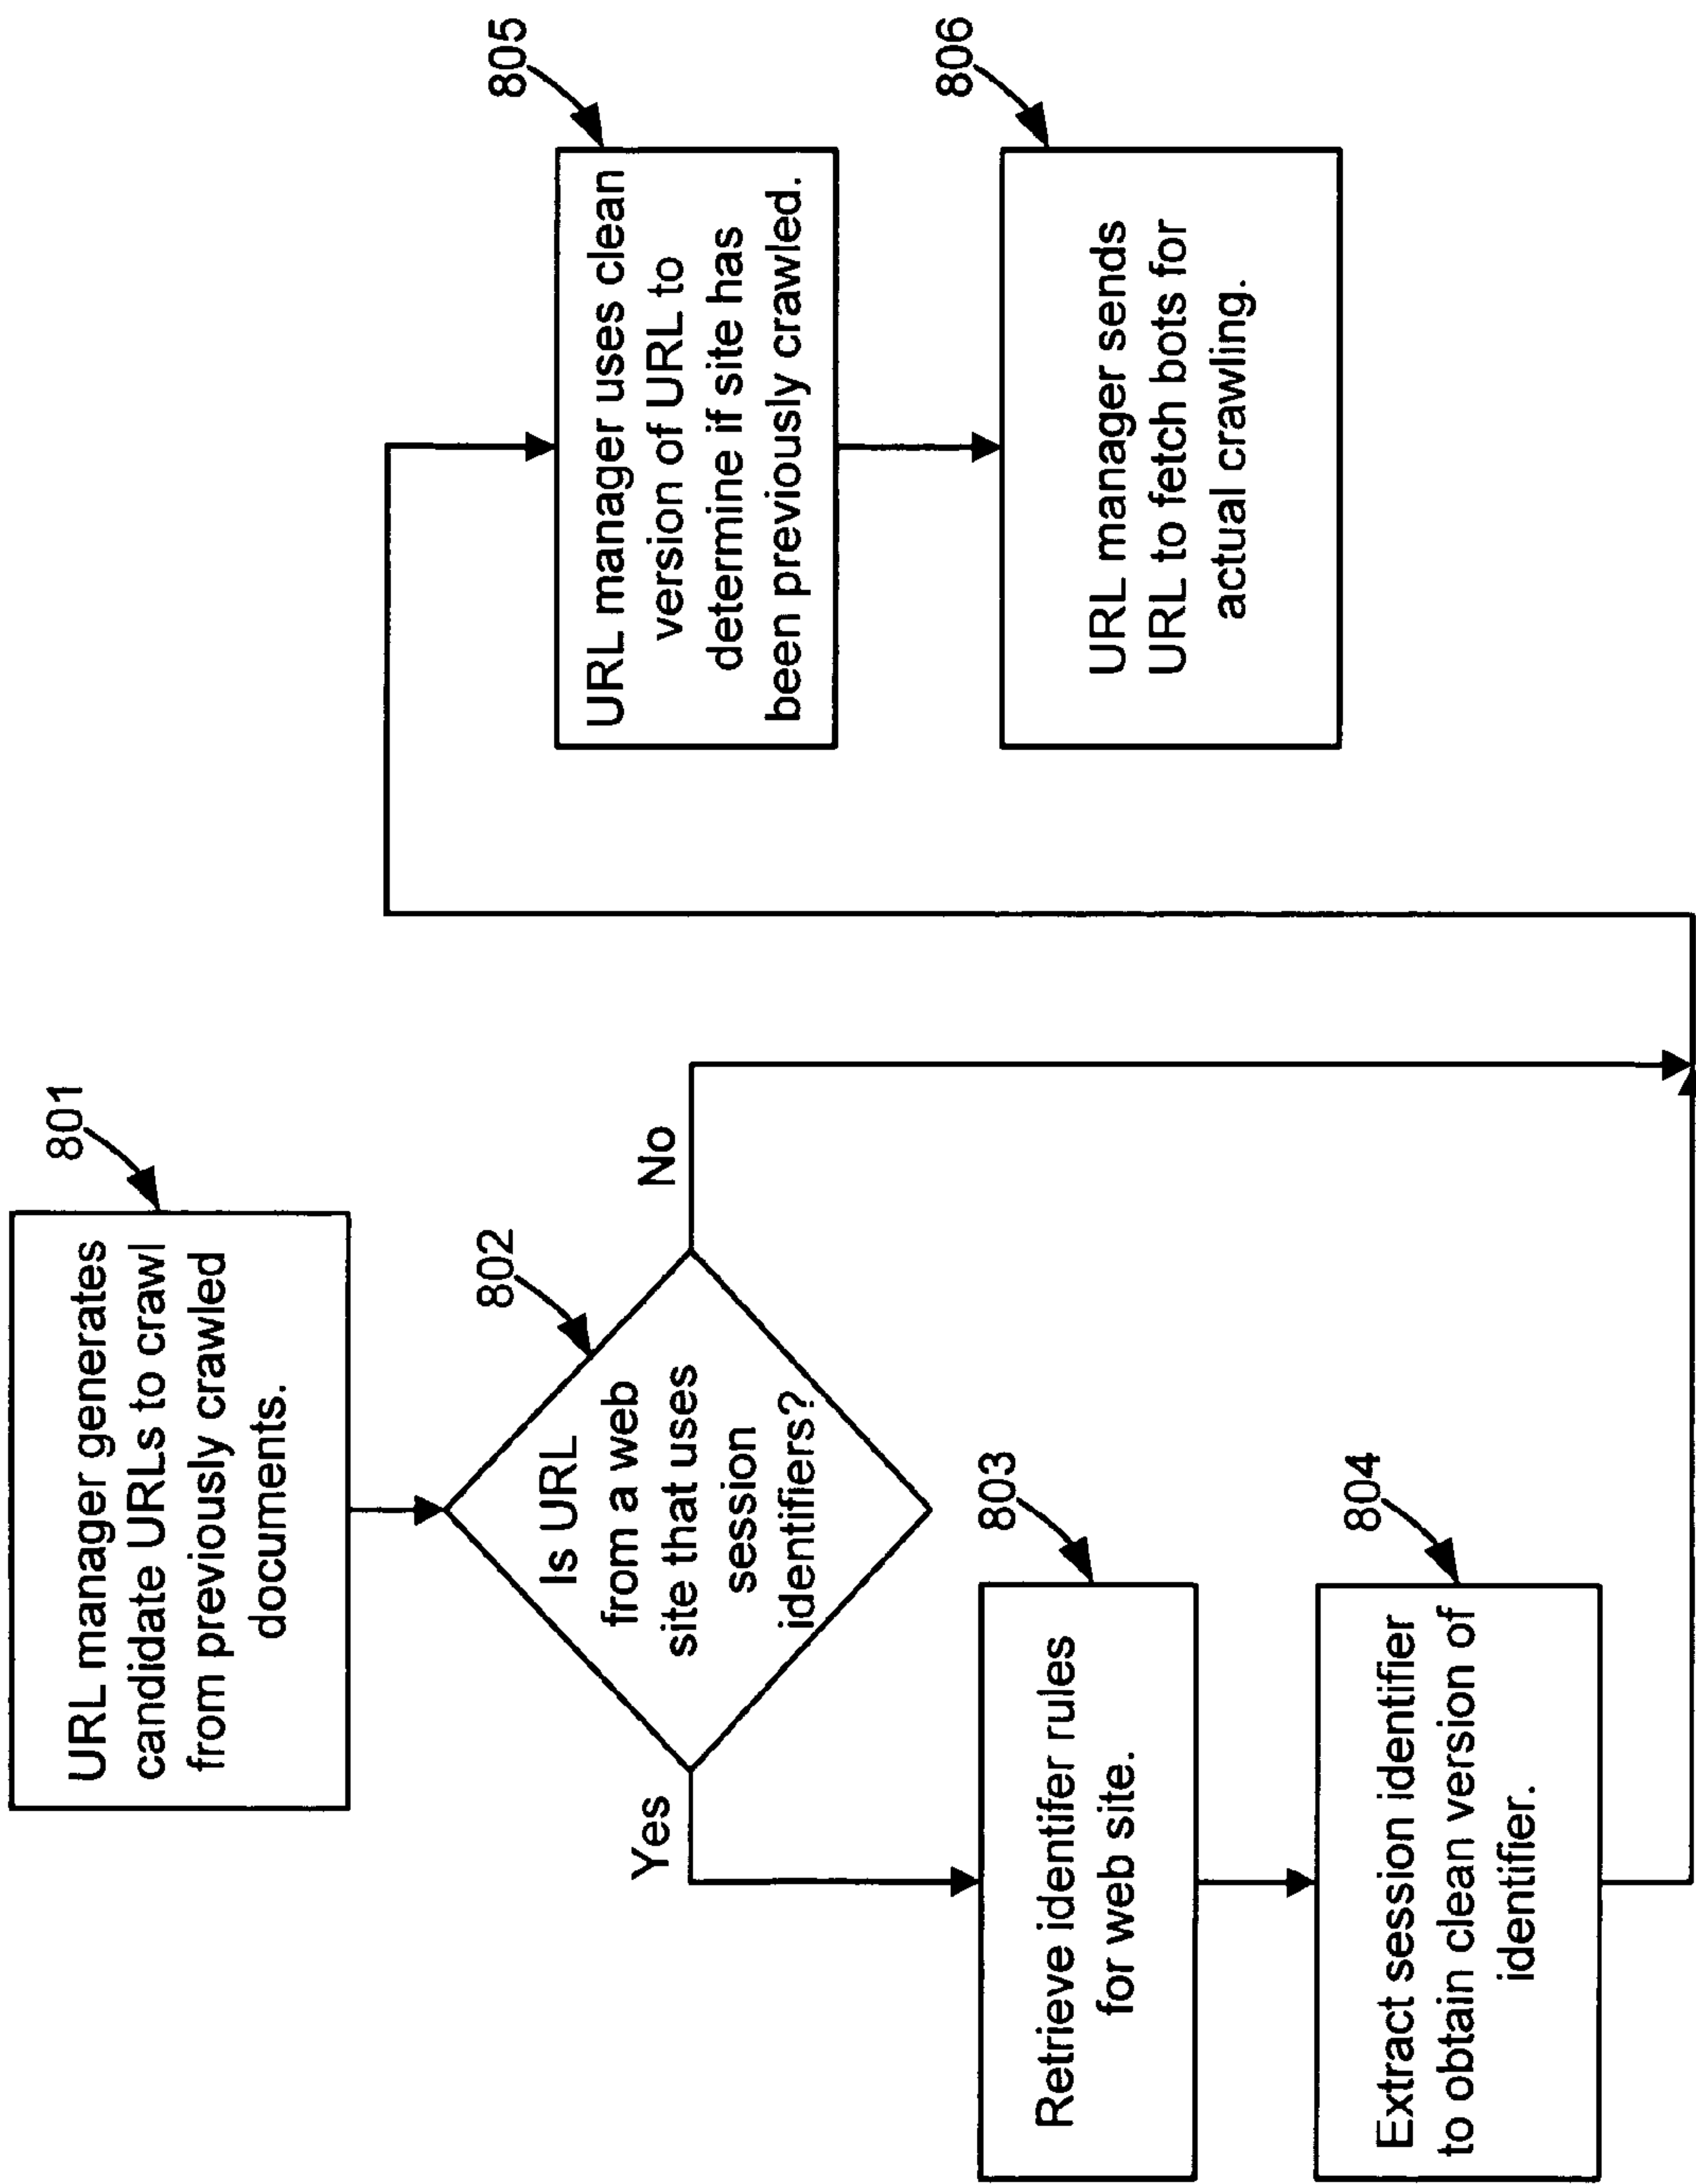 801
URL manager generates
candidate URLs to crawl
from previously crawled
documents.
802
Is URL
from a web
site that uses
session
identifiers?
Yes
No
803
Retrieve identifer rules
for web site.
804
Extract session identifier
to obtain clean version of
identifier.
805
URL manager uses clean
version of URL to
determine if site has
been previously crawled.
806
URL manager sends
URL to fetch bots for
actual crawling.